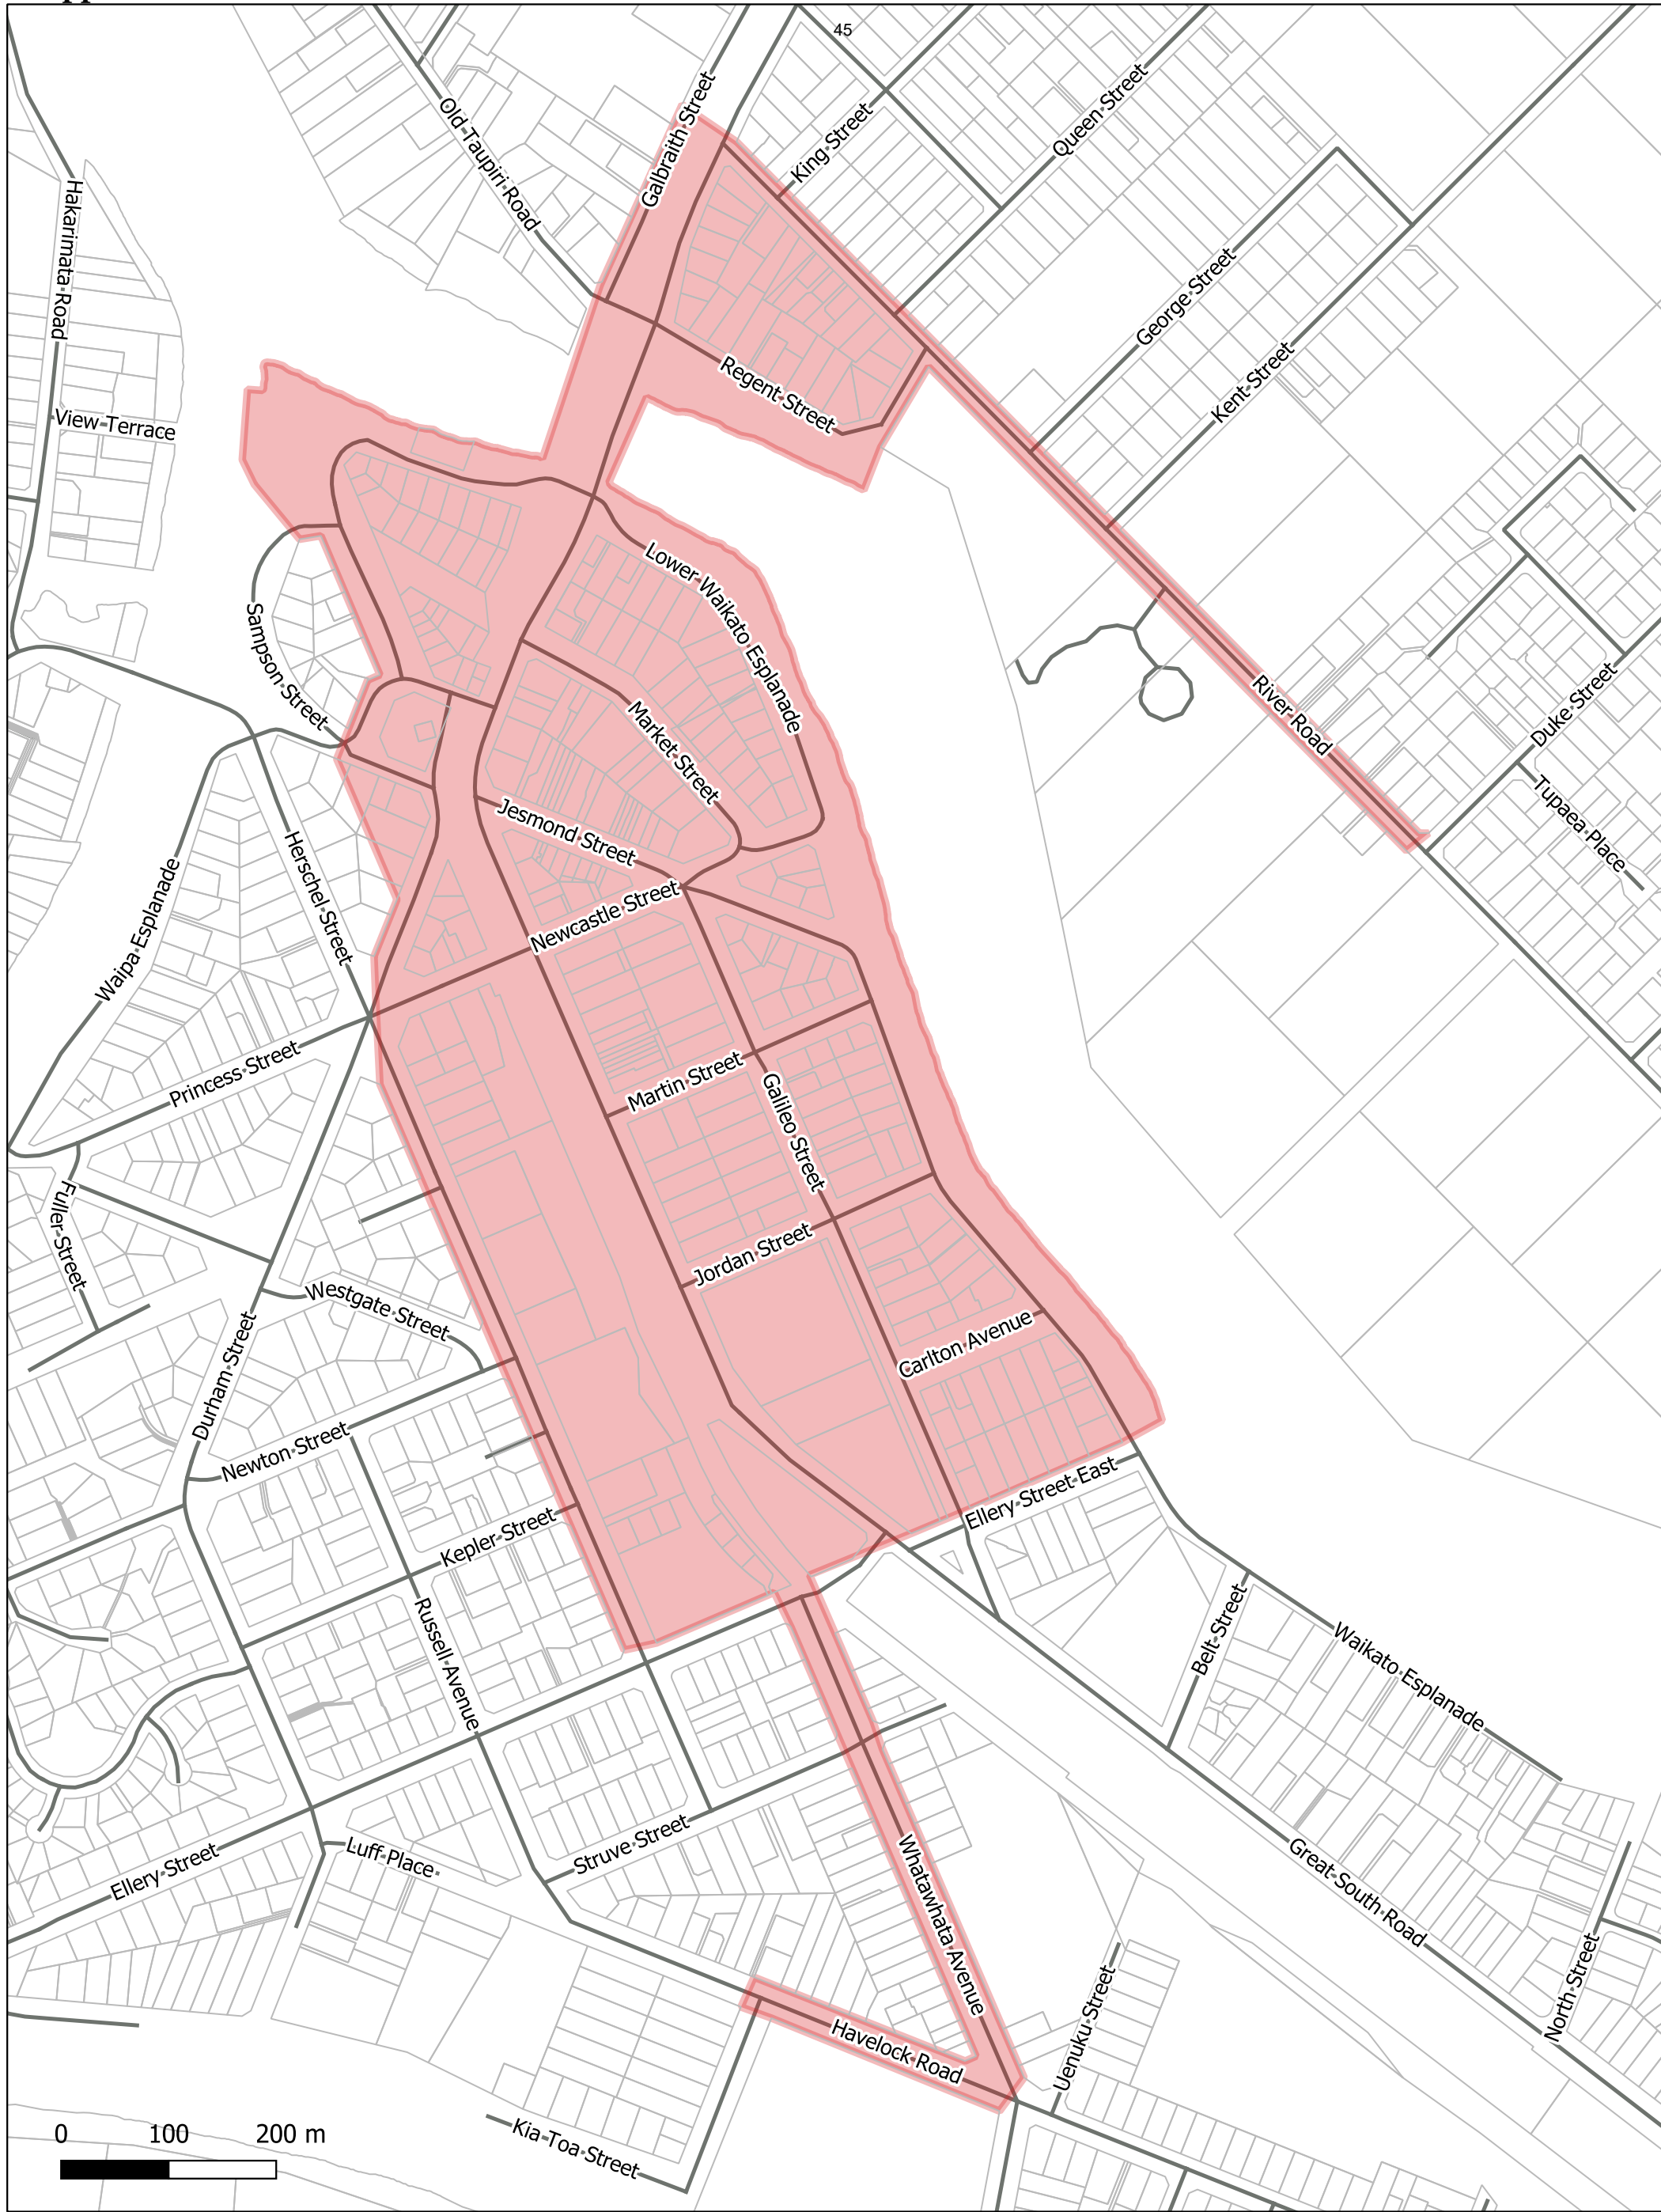 45
Galbraith Street
Old Taupiri Road
King Street
Queen Street
Hakarimata Road
George Street
Kent Street
View Terrace
Regent Street
Lower Waikato Esplanade
Sampson Street
Market Street
River Road
Duke Street
Tupaea Place
Jesmond Street
Herschel Street
Waipa Esplanade
Newcastle Street
Princess Street
Martin Street
Galileo Street
Fuller Street
Jordan Street
Westgate Street
Carlton Avenue
Durham Street
Newton Street
Ellery Street East
Kepler Street
Russell Avenue
Belt Street
Waikato Esplanade
Struve Street
Luff Place
Ellery Street
Whatawhata Avenue
Great South Road
North Street
Uenuku Street
Havelock Road
Kia Toa Street
0 100 200 m